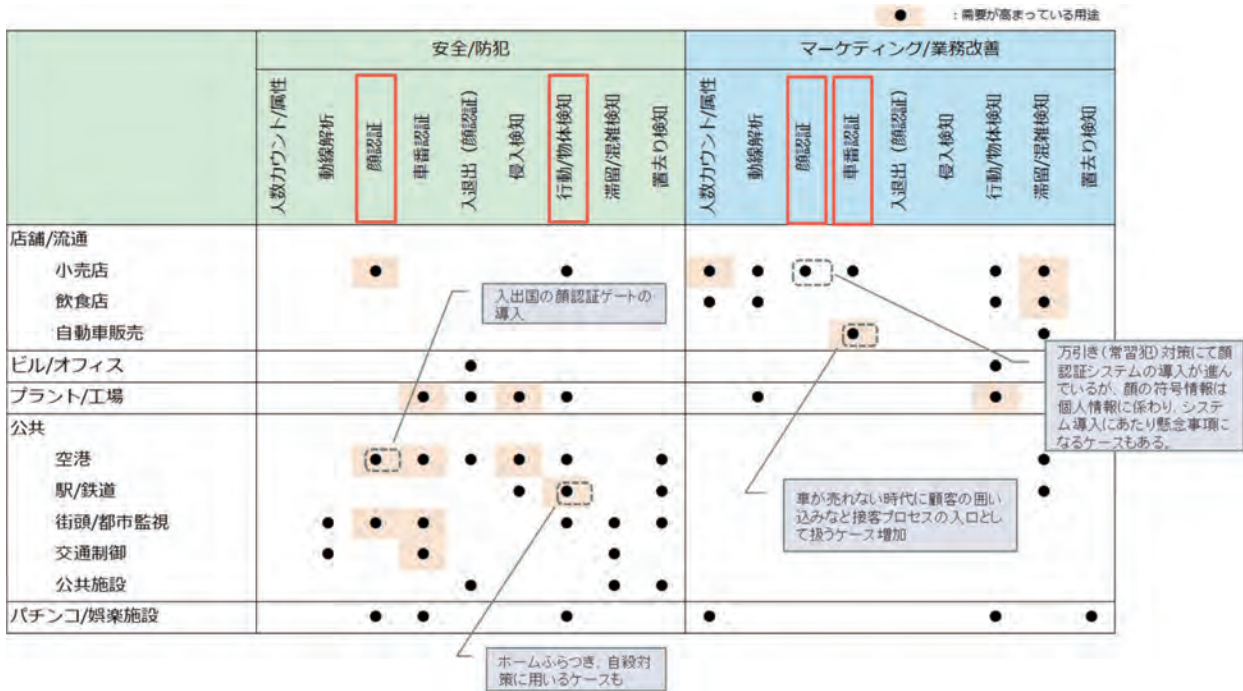 ● ：需要が高まっている用途
安全/防犯
マーケティング/業務改善
人数カウント/属性
動線解析
顔認証
車番認証
入退出（顔認証）
侵入検知
行動/物体検知
滞留/混雑検知
置去り検知
人数カウント/属性
動線解析
顔認証
車番認証
入退出（顔認証）
侵入検知
行動/物体検知
滞留/混雑検知
置去り検知
店舗/流通
小売店
飲食店
自動車販売
ビル/オフィス
プラント/工場
公共
空港
駅/鉄道
街頭/都市監視
交通制御
公共施設
パチンコ/娯楽施設
入出国の顔認証ゲートの
導入
万引き（常習犯）対策にて顔
認証システムの導入が進ん
でいるが、顔の符号情報は
個人情報に係わり、システ
ム導入にあたり懸念事項に
なるケースもある。
車が売れない時代に顧客の囲い
込みなど接客プロセスの入口とし
て扱うケース増加
ホームふらつき、自殺対
策に用いるケースも